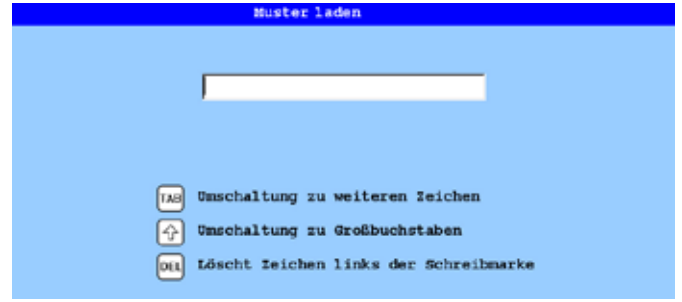 Muster laden
TAB Umschaltung zu weiteren Zeichen
Umschaltung zu Großbuchstaben
DEL Löscht Zeichen links der Schreibmarke